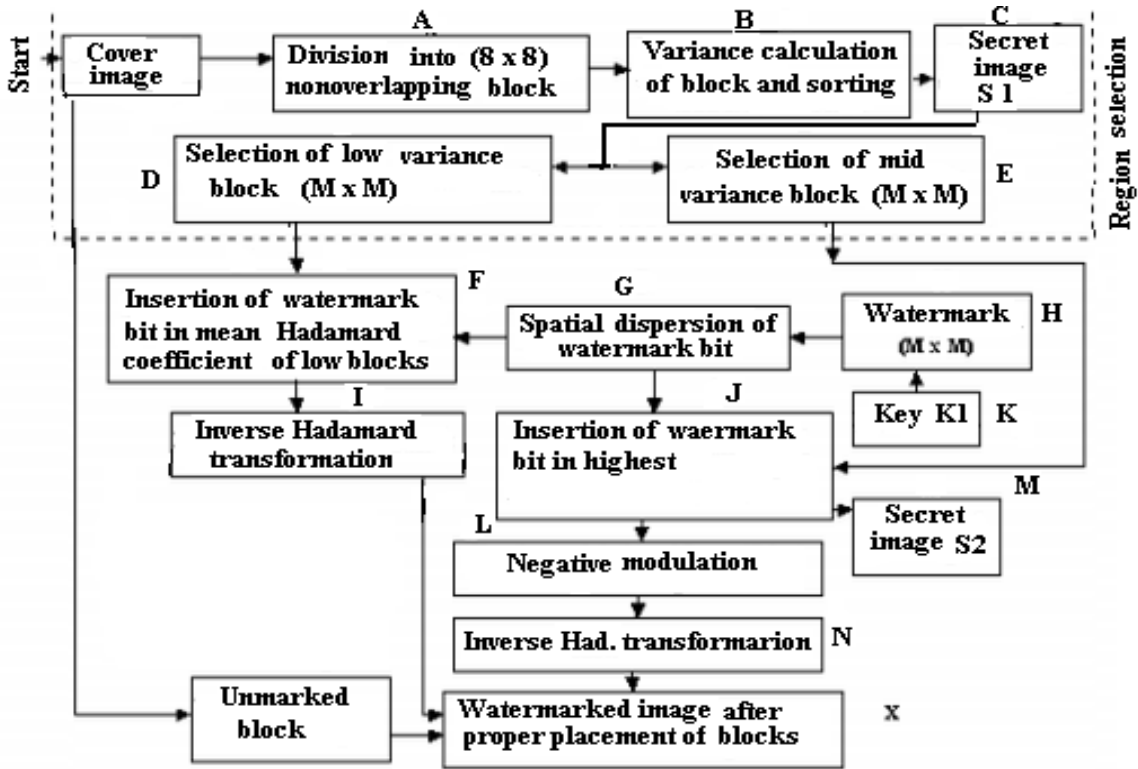 A
B
C
Start
Cover
image
Division into (8 x 8)
nonoverlapping block
Variance calculation
of block and sorting
Secret
image
S 1
Region selection
D
Selection of low variance
block (M x M)
Selection of mid
variance block (M x M)
E
F
Insertion of watermark
bit in mean Hadamard
coefficient of low blocks
G
Spatial dispersion of
watermark bit
Watermark
(M x M)
H
I
Inverse Hadamard
transformation
J
Insertion of waermark
bit in highest
Key K1
K
M
Secret
image S2
L
Negative modulation
Inverse Had. transformarion
N
Unmarked
block
Watermarked image after
proper placement of blocks
X